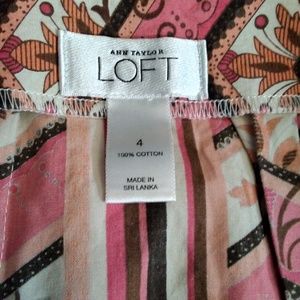 ANN TAYLOR
LOFT
4
100% COTTON
MADE IN
SRI LANKA